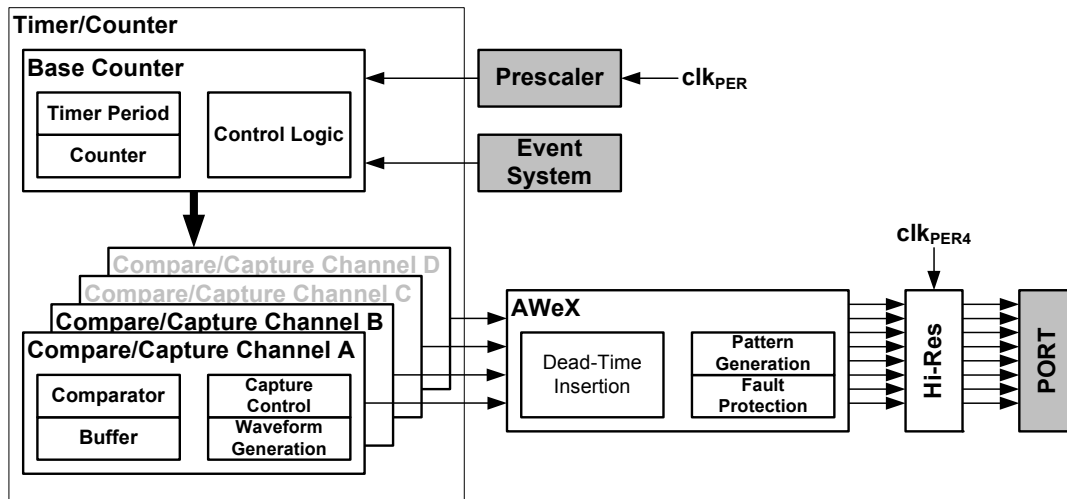 Timer/Counter
Base Counter
Timer Period
Counter
Control Logic
Prescaler
clkPER
Event
System
Compare/Capture Channel D
Compare/Capture Channel C
Compare/Capture Channel B
Compare/Capture Channel A
Comparator
Buffer
Capture
Control
Waveform
Generation
AWeX
Dead-Time
Insertion
Pattern
Generation
Fault
Protection
clkPER4
Hi-Res
PORT